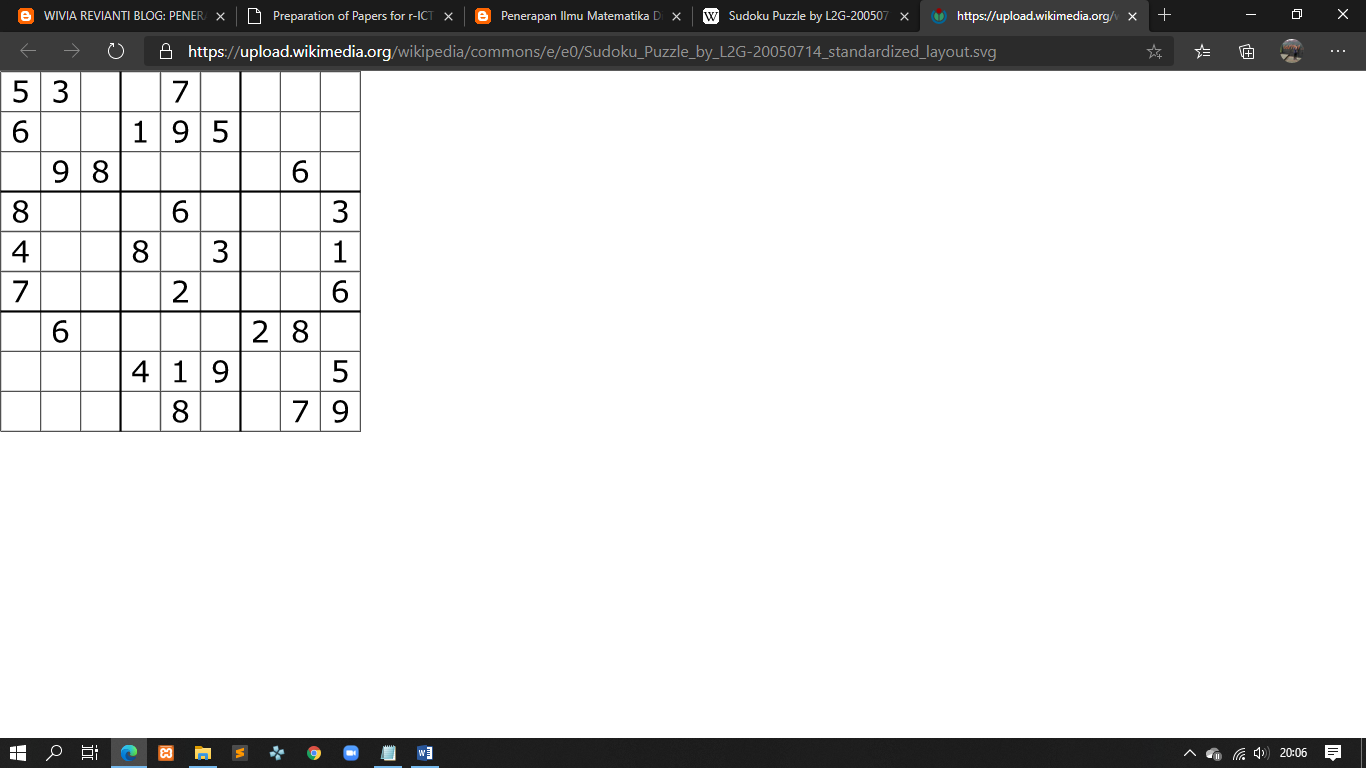 WIVIA REVIANTI BLOG: PENER
Preparation of Papers for r-ICT
Penerapan Ilmu Matematika D
Sudoku Puzzle by L2G-200507
https://upload.wikimedia.org/w
https://upload.wikimedia.org/wikipedia/commons/e/e0/Sudoku_Puzzle_by_L2G-20050714_standardized_layout.svg
5 3 7
6 1 9 5
9 8 6
8 6 3
4 8 3 1
7 2 6
6 2 8
4 1 9 5
8 7 9
20:06